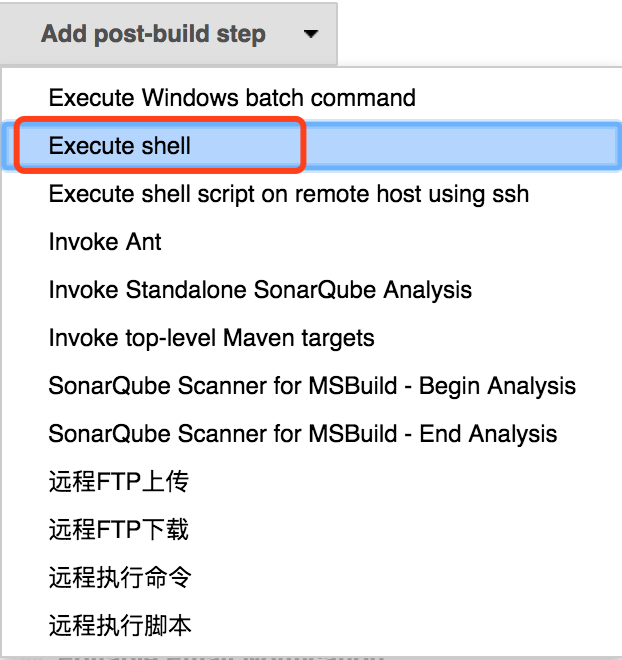 Add post-build step
Execute Windows batch command
Execute shell
Execute shell script on remote host using ssh
Invoke Ant
Invoke Standalone SonarQube Analysis
Invoke top-level Maven targets
SonarQube Scanner for MSBuild - Begin Analysis
SonarQube Scanner for MSBuild - End Analysis
远程FTP上传
远程FTP下载
远程执行命令
远程执行脚本